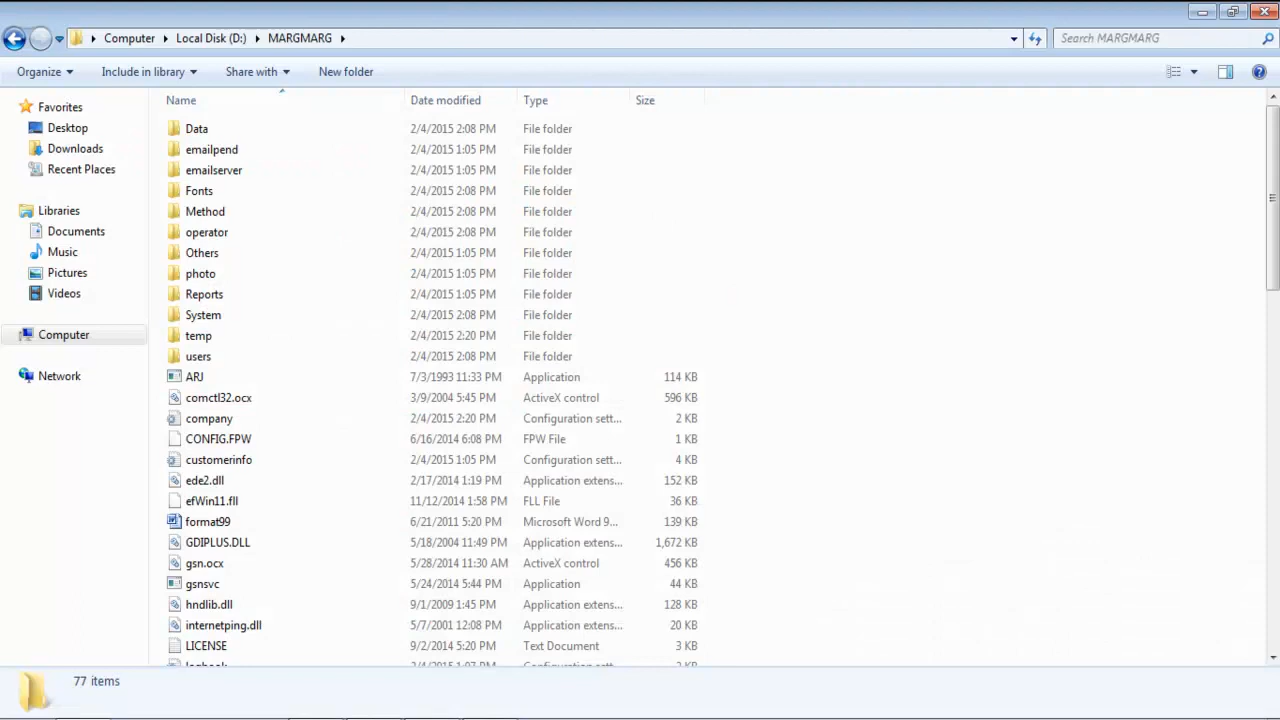 Computer Local Disk (D:) MARGMARG Search MARGMARG
Organize Include in library Share with New folder
Name Date modified Type Size
Favorites
Desktop
Downloads
Recent Places
Libraries
Documents
Music
Pictures
Videos
Computer
Network
Data 2/4/2015 2:08 PM File folder
emailpend 2/4/2015 1:05 PM File folder
emailserver 2/4/2015 1:05 PM File folder
Fonts 2/4/2015 2:08 PM File folder
Method 2/4/2015 2:08 PM File folder
operator 2/4/2015 2:08 PM File folder
Others 2/4/2015 1:05 PM File folder
photo 2/4/2015 1:05 PM File folder
Reports 2/4/2015 1:05 PM File folder
System 2/4/2015 2:08 PM File folder
temp 2/4/2015 2:20 PM File folder
users 2/4/2015 2:08 PM File folder
ARJ 7/3/1993 11:33 PM Application 114 KB
comctl32.ocx 3/9/2004 5:45 PM ActiveX control 596 KB
company 2/4/2015 2:20 PM Configuration sett... 2 KB
CONFIG.FPW 6/16/2014 6:08 PM FPW File 1 KB
customerinfo 2/4/2015 1:05 PM Configuration sett... 4 KB
ede2.dll 2/17/2014 1:19 PM Application extens... 152 KB
efWin11.fll 11/12/2014 1:58 PM FLL File 36 KB
format99 6/21/2011 5:20 PM Microsoft Word 9... 139 KB
GDIPLUS.DLL 5/18/2004 11:49 PM Application extens... 1,672 KB
gsn.ocx 5/28/2014 11:30 AM ActiveX control 456 KB
gsnsvc 5/24/2014 5:44 PM Application 44 KB
hndlib.dll 9/1/2009 1:45 PM Application extens... 128 KB
internetping.dll 5/7/2001 12:08 PM Application extens... 20 KB
LICENSE 9/2/2014 5:20 PM Text Document 3 KB
77 items